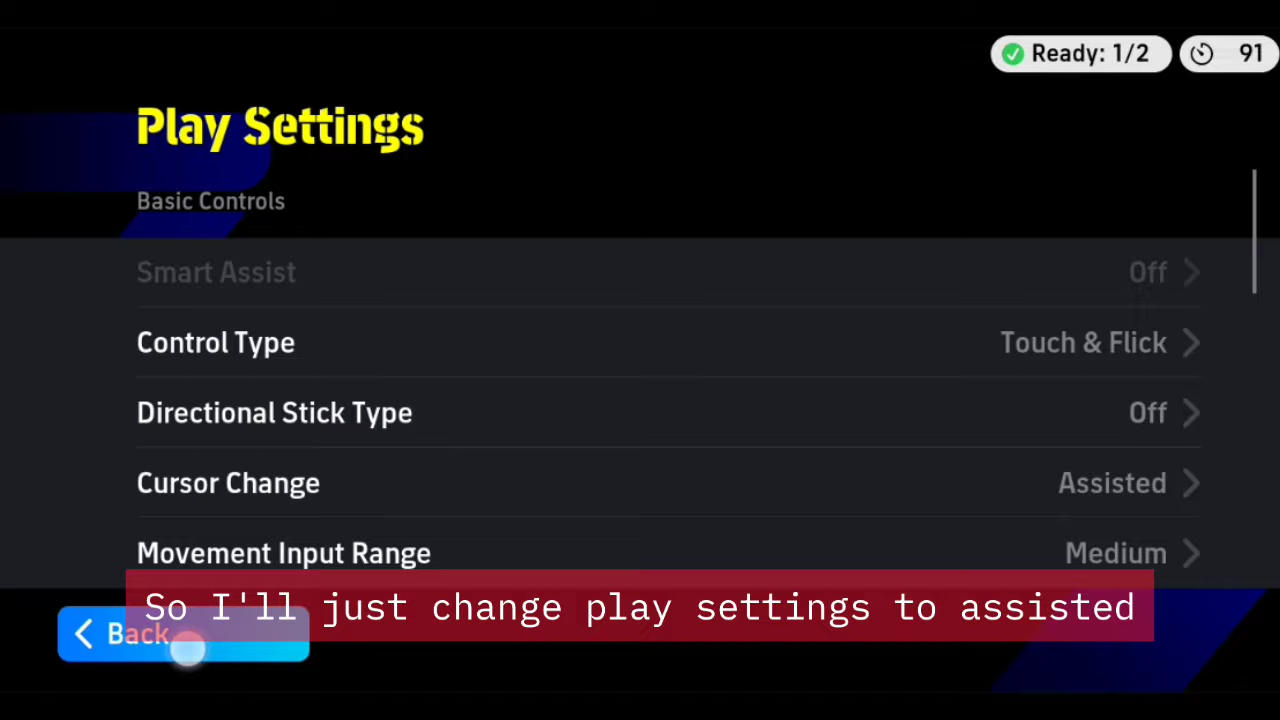 Ready: 1/2
91
Play Settings
Basic Controls
Smart Assist Off
Control Type Touch & Flick
Directional Stick Type Off
Cursor Change Assisted
Movement Input Range Medium
So I'll just change play settings to assisted
Back